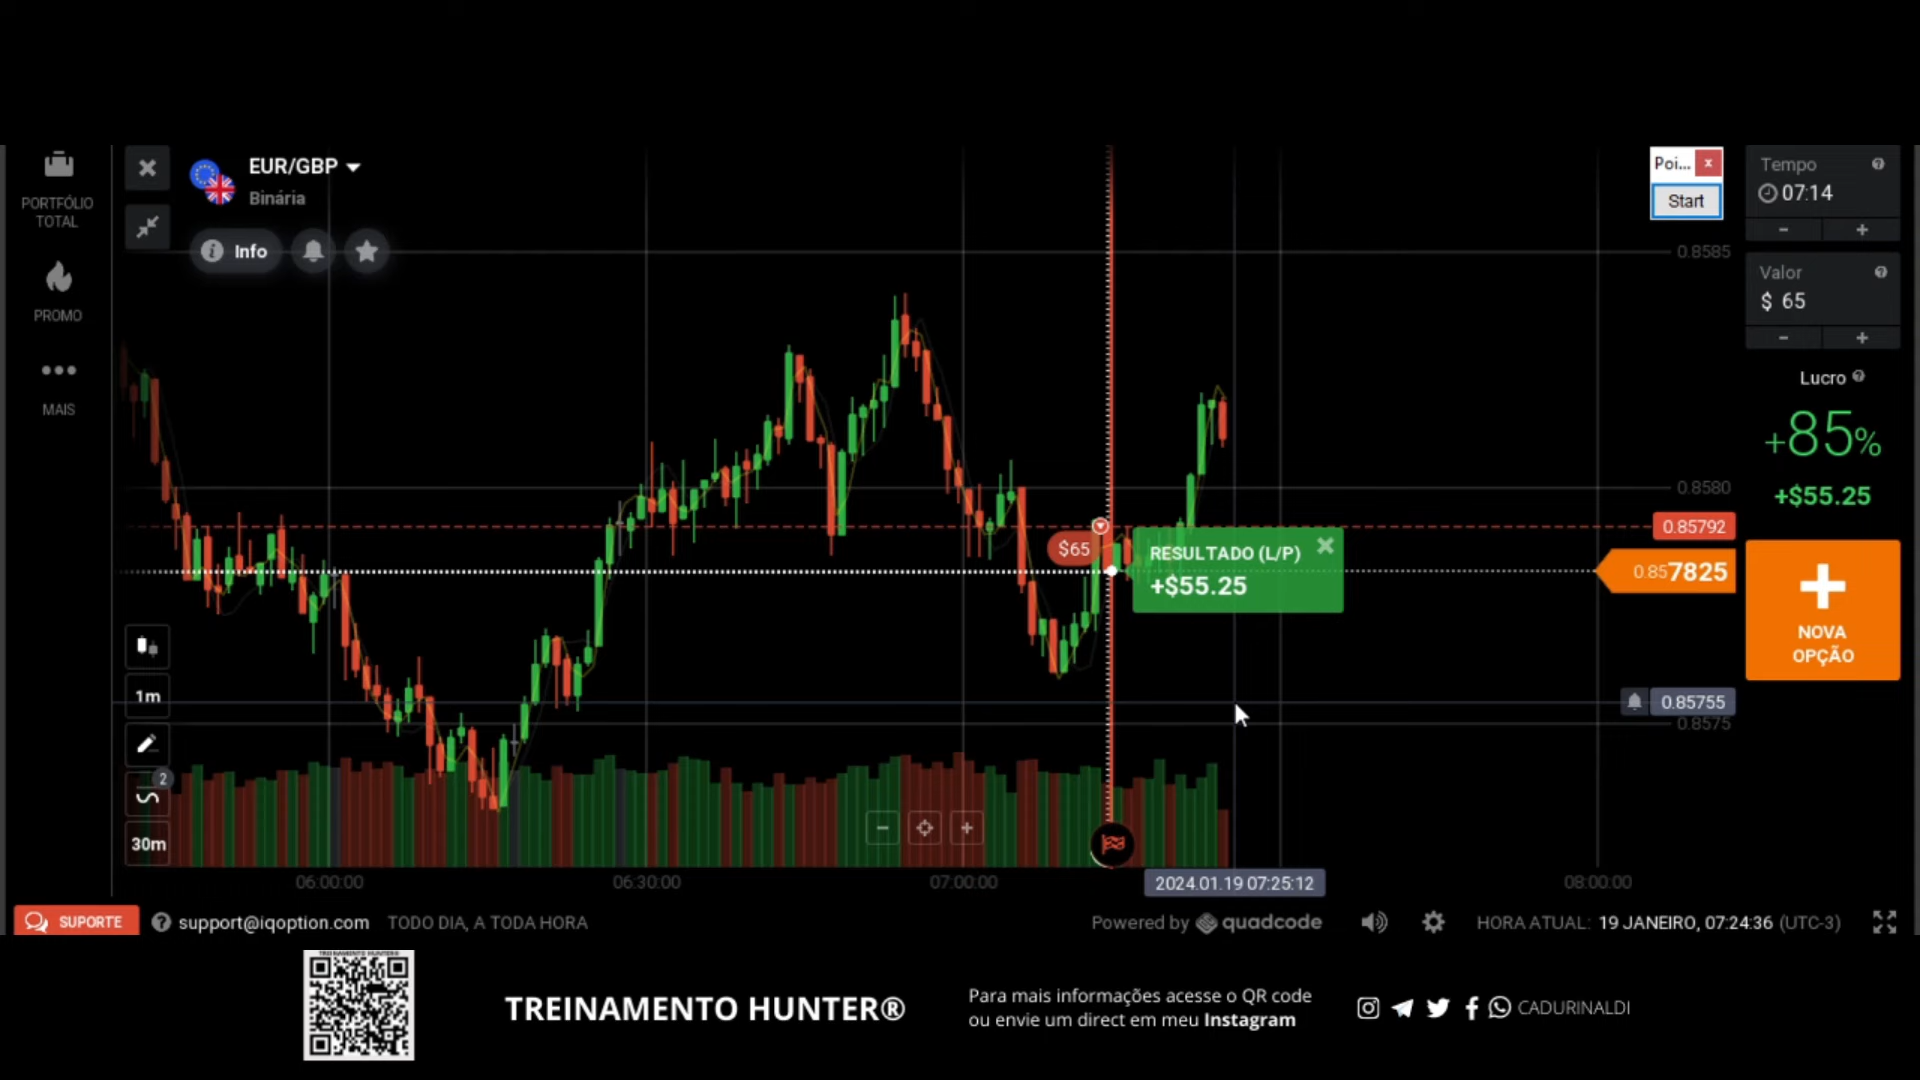 PORTFÓLIO
TOTAL
PROMO
MAIS
EUR/GBP
Binária
Info
Poi...
x
Start
Tempo
07:14
-
+
Valor
$ 65
-
+
Lucro
+85%
+$55.25
NOVA
OPÇÃO
0.8585
0.8580
0.85792
0.857825
0.85755
0.8575
$65
RESULTADO (L/P)
+$55.25
1m
2
30m
06:00:00
06:30:00
07:00:00
2024.01.19 07:25:12
08:00:00
SUPORTE
support@iqoption.com
TODO DIA, A TODA HORA
Powered by quadcode
HORA ATUAL: 19 JANEIRO, 07:24:36 (UTC-3)
TREINAMENTO HUNTER®
Para mais informações acesse o QR code
ou envie um direct em meu Instagram
CADURINALDI